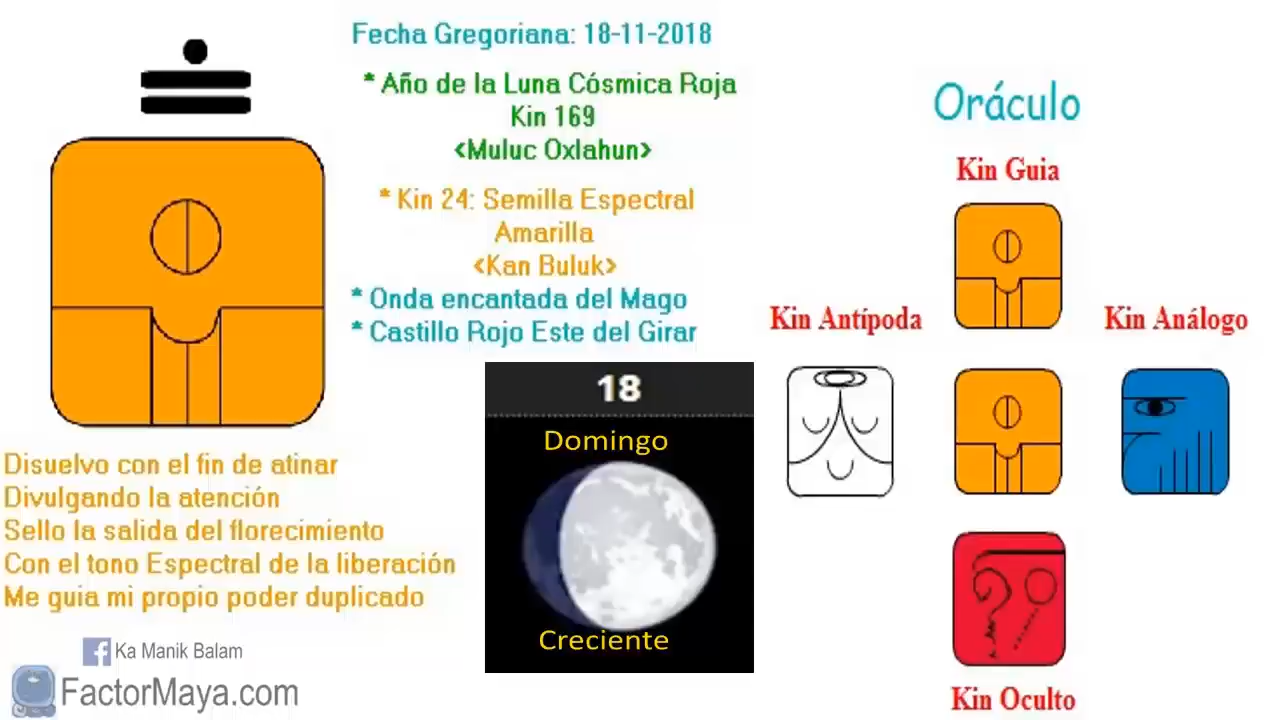 Fecha Gregoriana: 18-11-2018
* Año de la Luna Cósmica Roja
Kin 169
<Muluc Oxlahun>
* Kin 24: Semilla Espectral
Amarilla
<Kan Buluk>
* Onda encantada del Mago
* Castillo Rojo Este del Girar
18
Domingo
Creciente
Disuelvo con el fin de atinar
Divulgando la atención
Sello la salida del florecimiento
Con el tono Espectral de la liberación
Me guia mi propio poder duplicado
Ka Manik Balam
FactorMaya.com
Oráculo
Kin Guia
Kin Antípoda
Kin Análogo
Kin Oculto